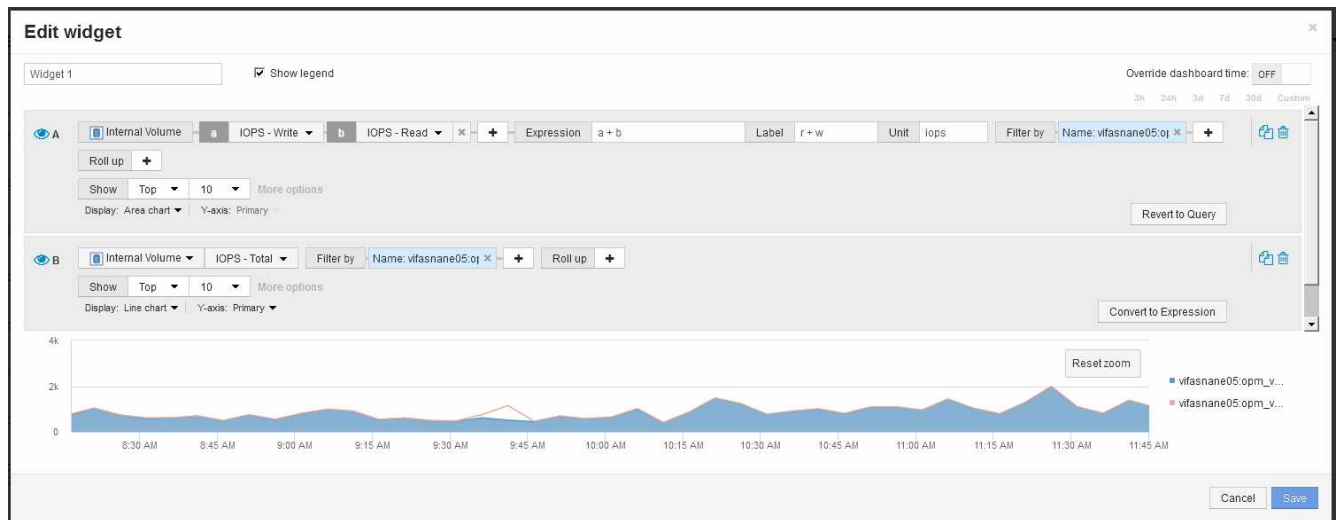 Edit widget
×
Widget 1 Show legend Override dashboard time: OFF
3h 24h 3d 7d 30d Custom
A Internal Volume a IOPS - Write b IOPS - Read × + Expression a + b Label r + w Unit iops Filter by Name: vifasnane05:op × +
Roll up +
Show Top 10 More options
Display: Area chart Y-axis: Primary Revert to Query
B Internal Volume IOPS - Total Filter by Name: vifasnane05:op × + Roll up +
Show Top 10 More options
Display: Line chart Y-axis: Primary Convert to Expression
4k
Reset zoom
2k
vifasnane05:opm_v...
vifasnane05:opm_v...
0
8:30 AM 8:45 AM 9:00 AM 9:15 AM 9:30 AM 9:45 AM 10:00 AM 10:15 AM 10:30 AM 10:45 AM 11:00 AM 11:15 AM 11:30 AM 11:45 AM
Cancel Save